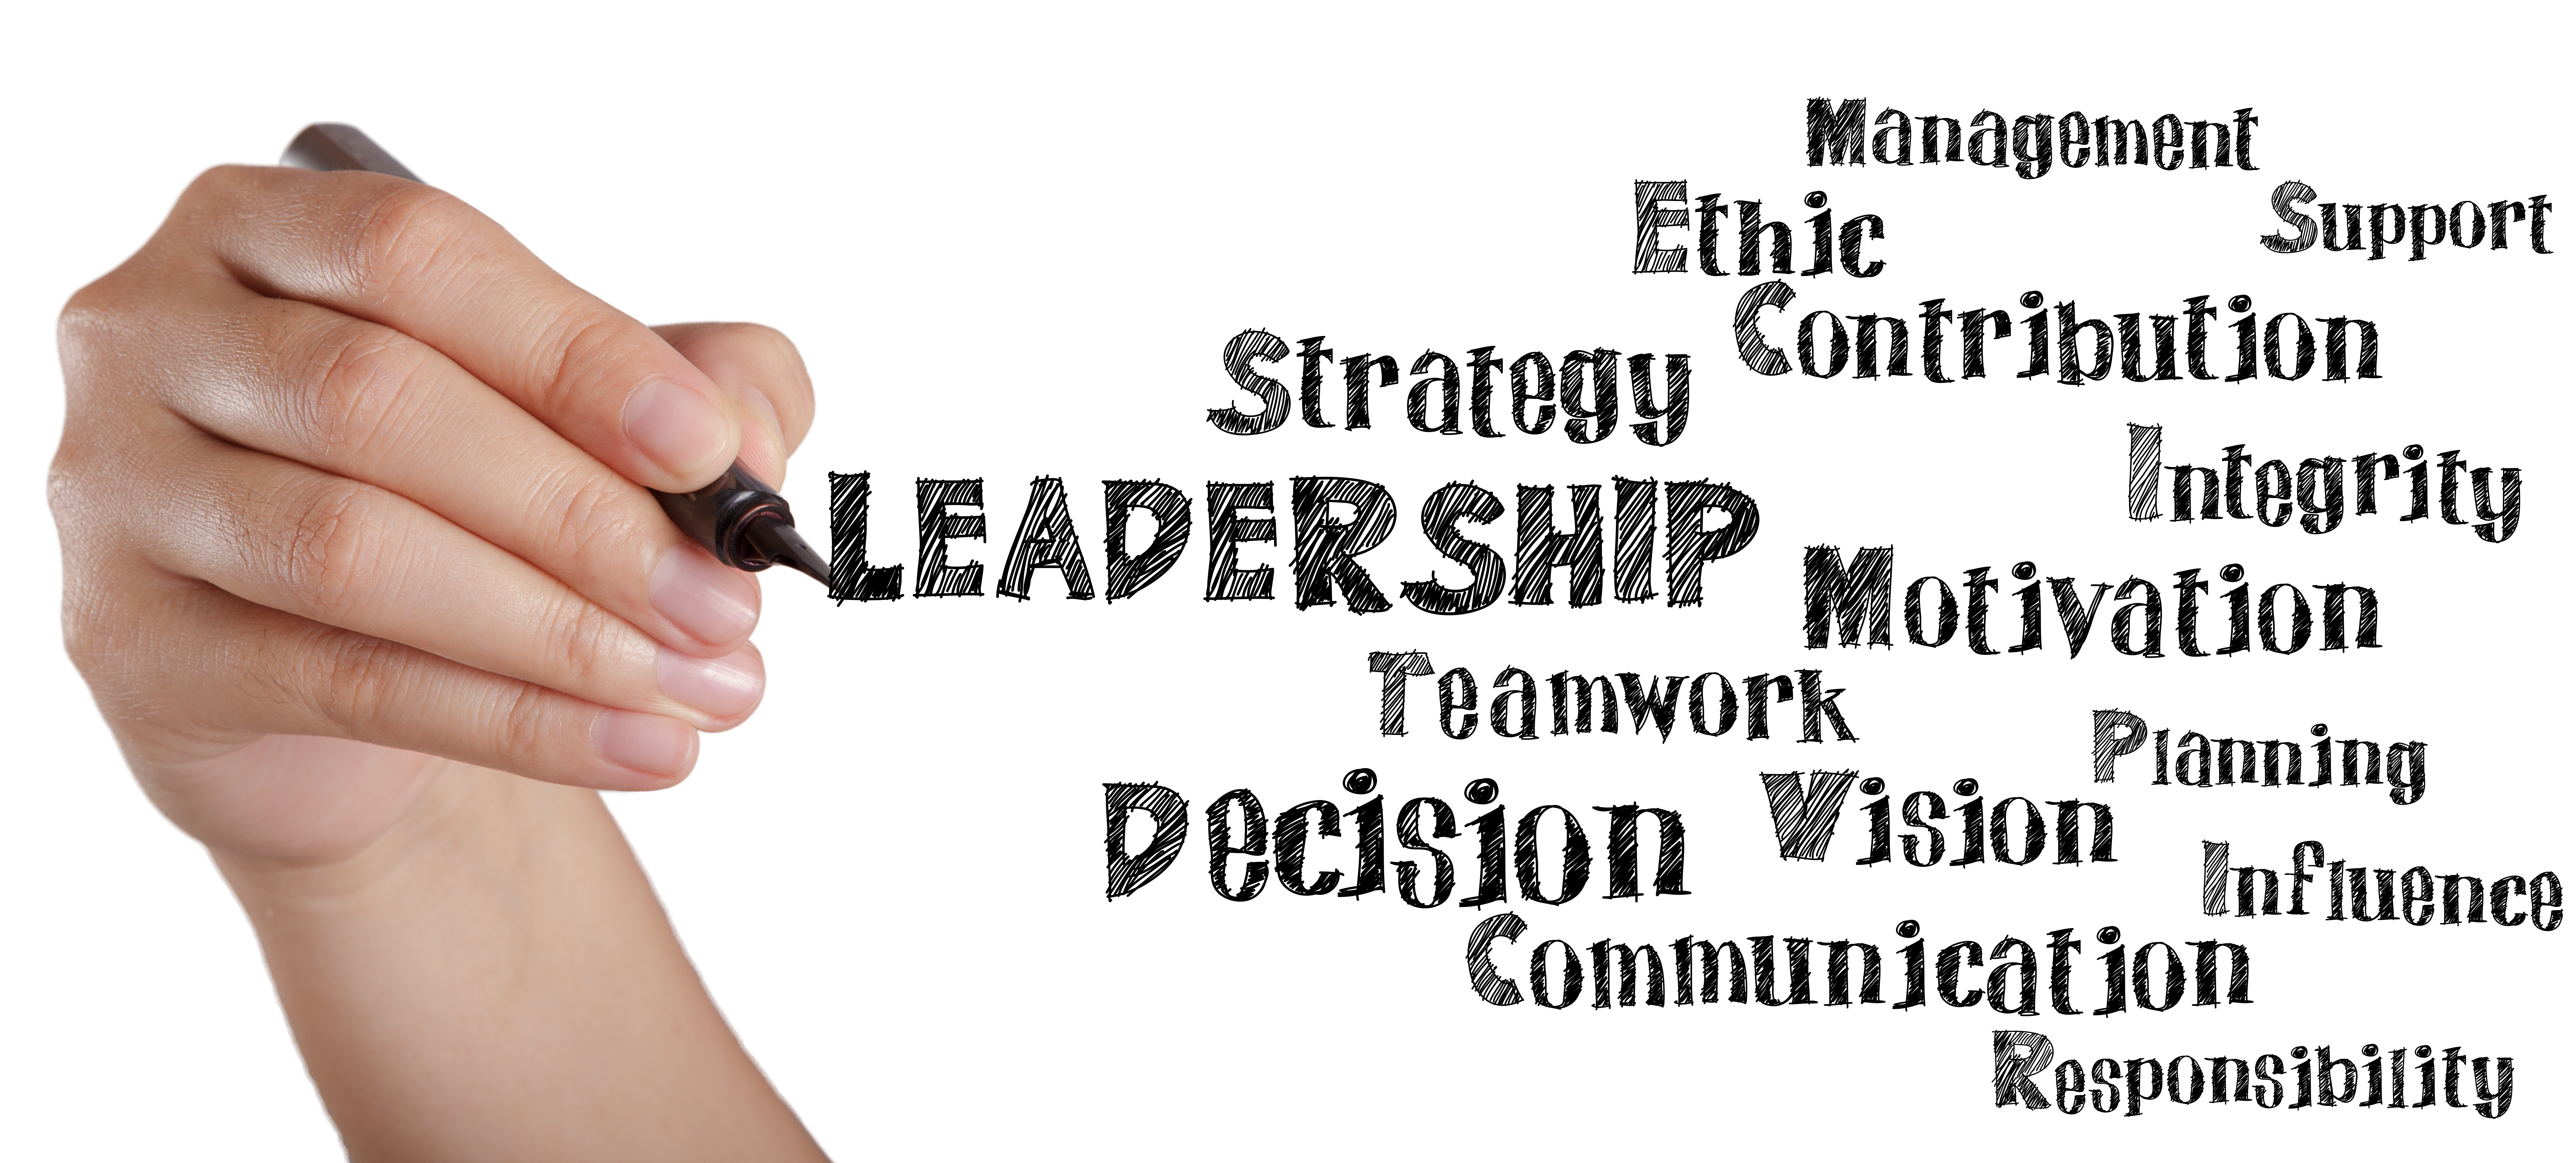 Management
Ethic
Support
Contribution
Strategy
Integrity
LEADERSHIP
Motivation
Teamwork
Planning
Decision
Vision
Influence
Communication
Responsibility